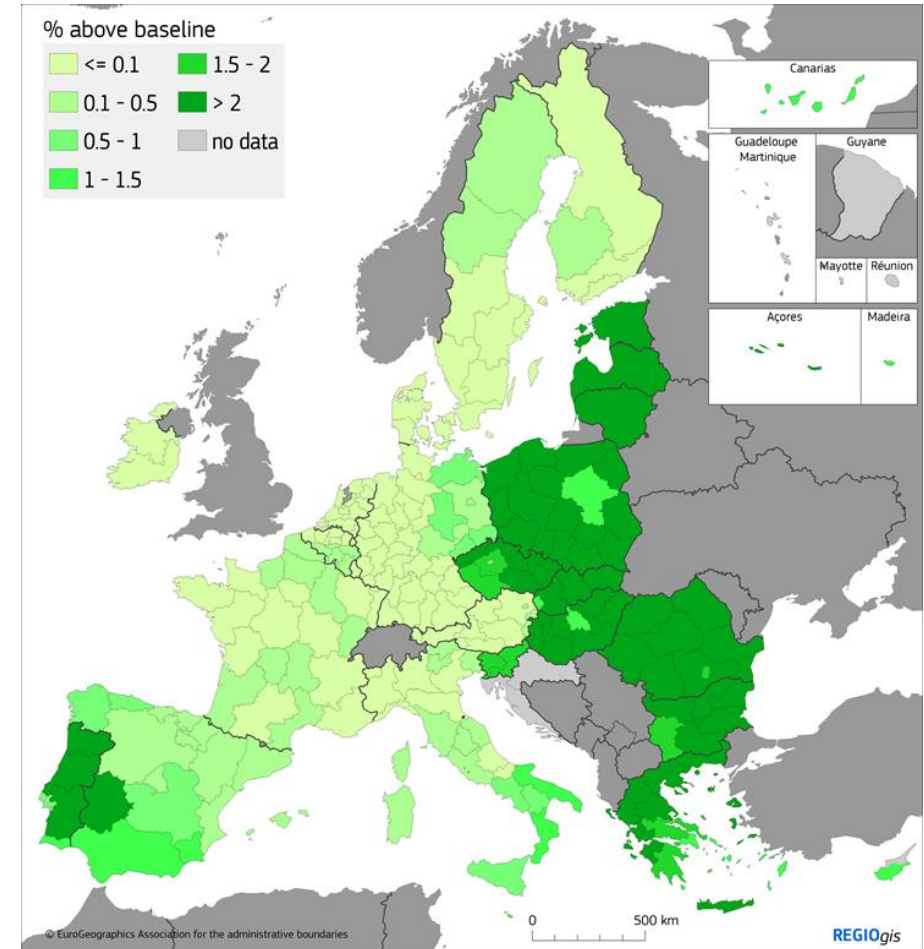 % above baseline
<= 0.1
0.1 - 0.5
0.5 - 1
1 - 1.5
1.5 - 2
> 2
no data
Canarias
Guadeloupe
Martinique
Guyane
Mayotte
Réunion
Açores
Madeira
© EuroGeographics Association for the administrative boundaries
0
500 km
REGIOgis